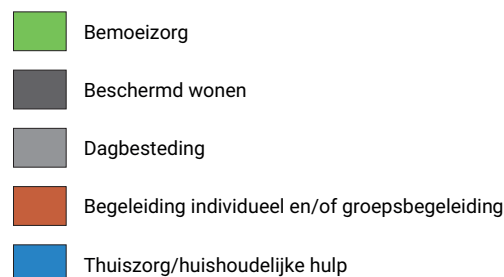 Bemoeizorg
Beschermd wonen
Dagbesteding
Begeleiding individueel en/of groepsbegeleiding
Thuiszorg/huishoudelijke hulp